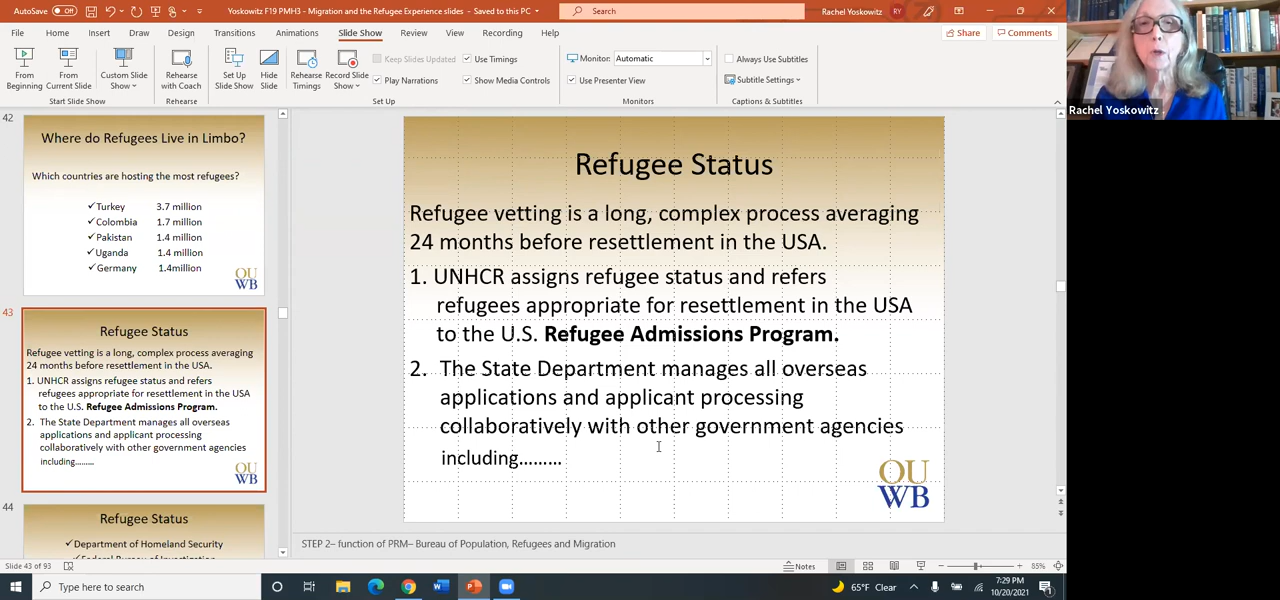 AutoSave Off
Yoskowitz F19 PMH3 - Migration and the Refugee Experience slides - Saved to this PC
Search
Rachel Yoskowitz
RY
File Home Insert Draw Design Transitions Animations Slide Show Review View Recording Help
Share
Comments
From Beginning
From Current Slide
Custom Slide Show
Start Slide Show
Rehearse with Coach
Rehearse
Set Up Slide Show
Hide Slide
Rehearse Timings
Record Slide Show
Keep Slides Updated
Play Narrations
Use Timings
Show Media Controls
Set Up
Monitor: Automatic
Use Presenter View
Monitors
Always Use Subtitles
Subtitle Settings
Captions & Subtitles
Rachel Yoskowitz
42
Where do Refugees Live in Limbo?
Which countries are hosting the most refugees?
Turkey 3.7 million
Colombia 1.7 million
Pakistan 1.4 million
Uganda 1.4 million
Germany 1.4million
OU
WB
43
Refugee Status
Refugee vetting is a long, complex process averaging
24 months before resettlement in the USA.
1. UNHCR assigns refugee status and refers
refugees appropriate for resettlement in the USA
to the U.S. Refugee Admissions Program.
2. The State Department manages all overseas
applications and applicant processing
collaboratively with other government agencies
including.........
OU
WB
44
Refugee Status
Department of Homeland Security
Federal Bureau of Investigation
Refugee Status
Refugee vetting is a long, complex process averaging
24 months before resettlement in the USA.
1. UNHCR assigns refugee status and refers
refugees appropriate for resettlement in the USA
to the U.S. Refugee Admissions Program.
2. The State Department manages all overseas
applications and applicant processing
collaboratively with other government agencies
including.........
OU
WB
STEP 2– function of PRM– Bureau of Population, Refugees and Migration
Slide 43 of 93
Notes
85%
Type here to search
65°F Clear
7:29 PM
10/20/2021